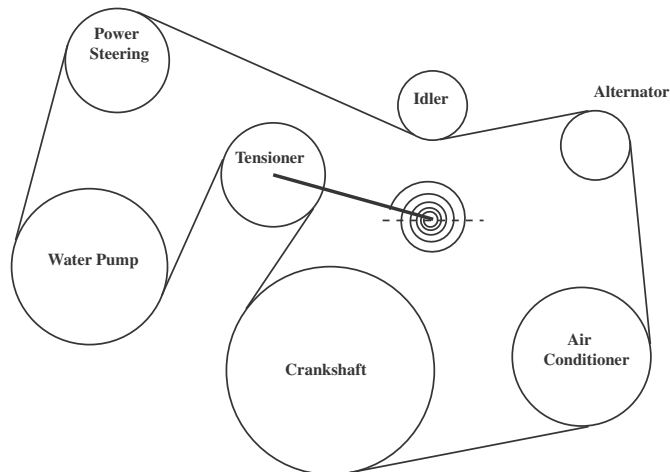 Power
Steering
Idler
Alternator
Tensioner
Water Pump
Air
Conditioner
Crankshaft